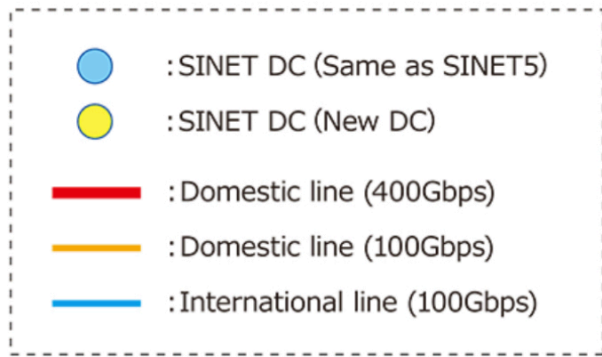 :SINET DC (Same as SINET5)
:SINET DC (New DC)
:Domestic line (400Gbps)
:Domestic line (100Gbps)
:International line (100Gbps)